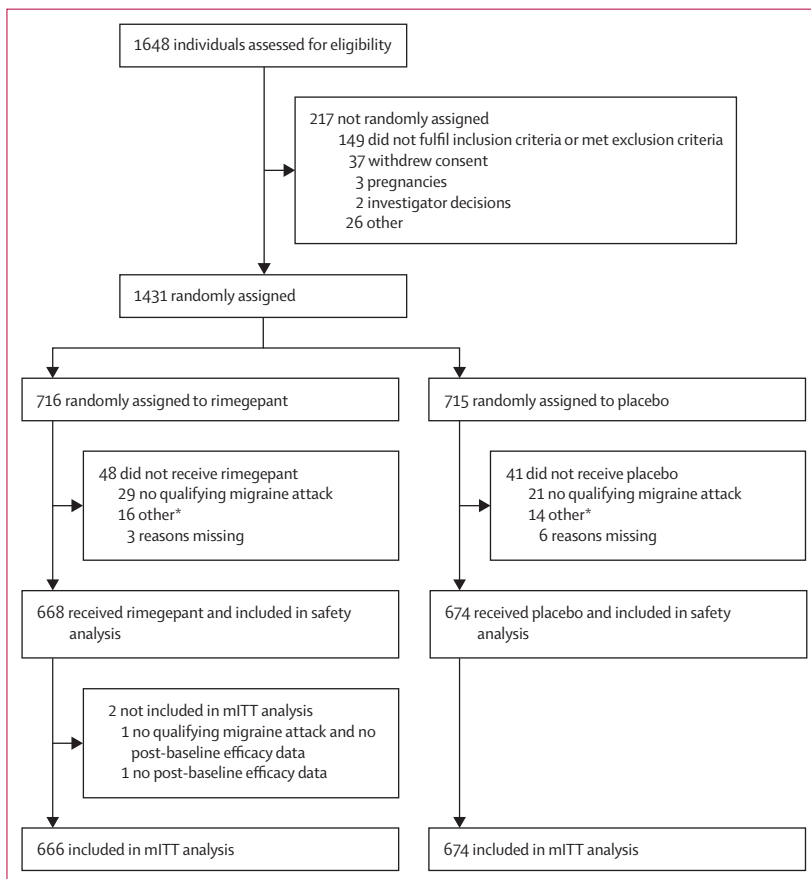 1648 individuals assessed for eligibility
217 not randomly assigned
149 did not fulfil inclusion criteria or met exclusion criteria
37 withdrew consent
3 pregnancies
2 investigator decisions
26 other
1431 randomly assigned
716 randomly assigned to rimegepant
715 randomly assigned to placebo
48 did not receive rimegepant
29 no qualifying migraine attack
16 other*
3 reasons missing
41 did not receive placebo
21 no qualifying migraine attack
14 other*
6 reasons missing
668 received rimegepant and included in safety
analysis
674 received placebo and included in safety
analysis
2 not included in mITT analysis
1 no qualifying migraine attack and no
post-baseline efficacy data
1 no post-baseline efficacy data
666 included in mITT analysis
674 included in mITT analysis